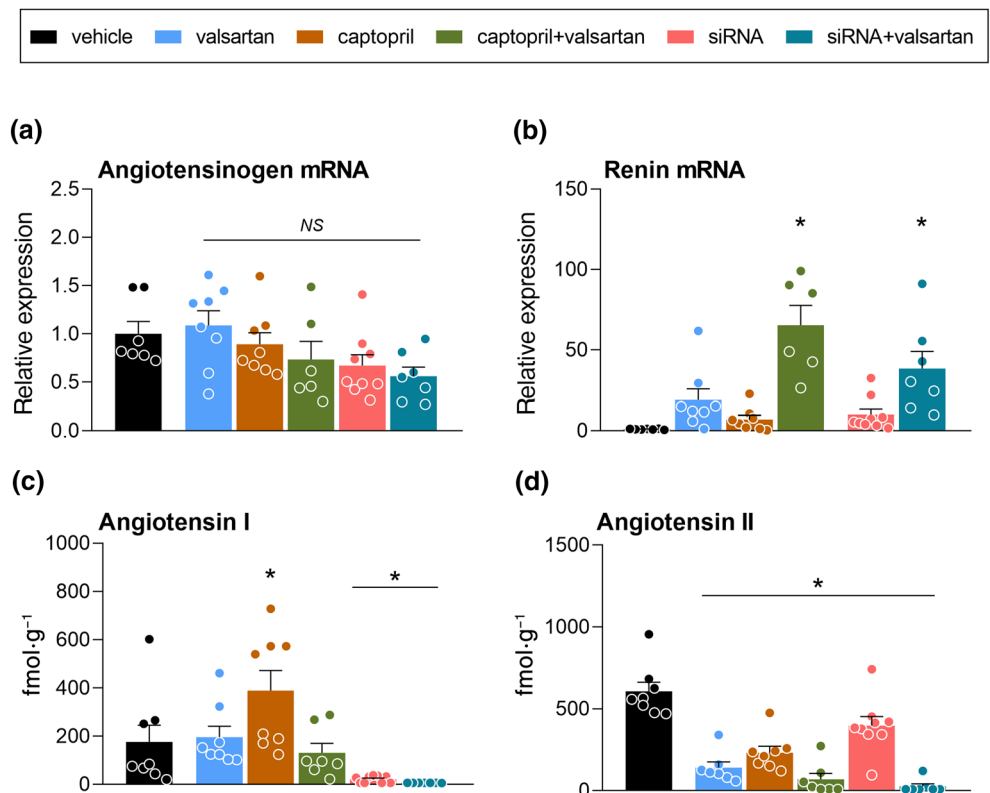 vehicle valsartan captopril captopril+valsartan siRNA siRNA+valsartan
(a)
Angiotensinogen mRNA
Relative expression
2.5
2.0
1.5
1.0
0.5
0.0
NS
(b)
Renin mRNA
Relative expression
150
100
50
0
*
*
(c)
Angiotensin I
fmol·g⁻¹
1000
800
600
400
200
0
*
*
(d)
Angiotensin II
fmol·g⁻¹
1500
1000
500
0
*